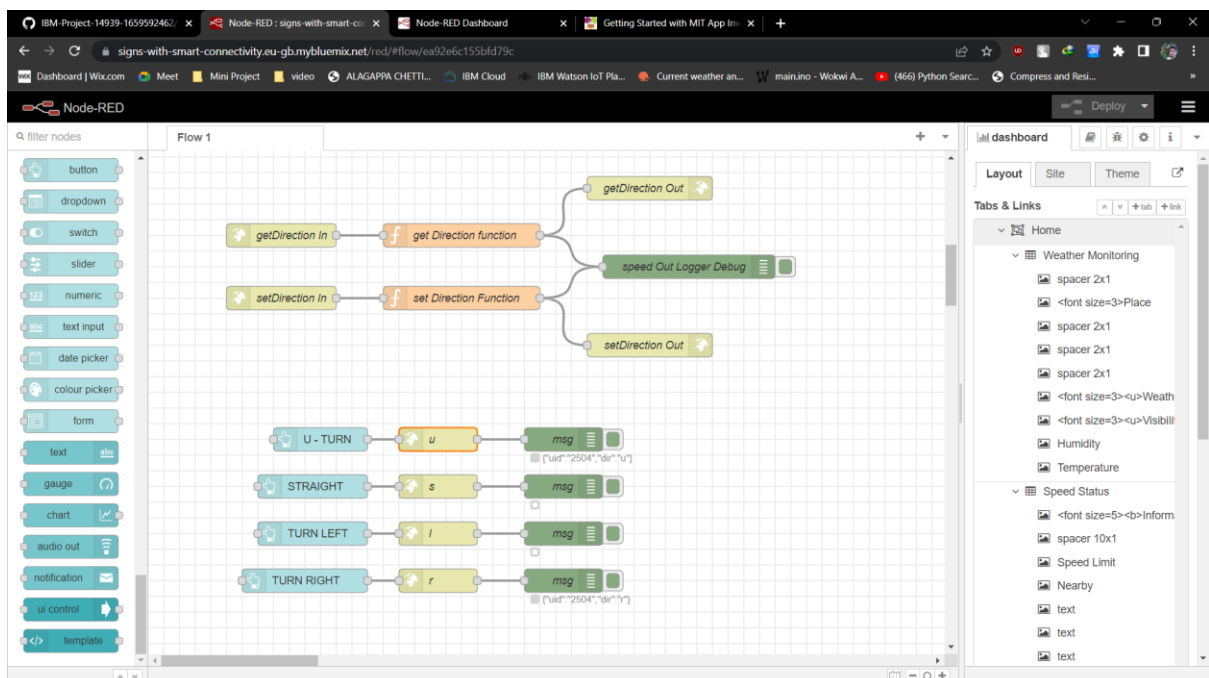 IBM-Project-14939-1659592462/
Node-RED : signs-with-smart-cor
Node-RED Dashboard
Getting Started with MIT App Inv
signs-with-smart-connectivity.eu-gb.mybluemix.net/red/#flow/ea92e6c155bfd79c
WIX Dashboard | Wix.com
Meet
Mini Project
video
ALAGAPPA CHETTI...
IBM Cloud
IBM Watson IoT Pla...
Current weather an...
main.ino - Wokwi A...
(466) Python Searc...
Compress and Resi...
»
Node-RED
Deploy
filter nodes
Flow 1
dashboard
i
button
dropdown
switch
slider
123 numeric
abc text input
date picker
colour picker
form
text abc
gauge
chart
audio out
notification
ui control
</> template
getDirection Out
getDirection In
f get Direction function
speed Out Logger Debug
setDirection In
f set Direction Function
setDirection Out
U - TURN
u
msg
{"uid":"2504","dir":"u"}
STRAIGHT
s
msg
TURN LEFT
l
msg
TURN RIGHT
r
msg
{"uid":"2504","dir":"r"}
Layout
Site
Theme
Tabs & Links
+tab
+link
Home
Weather Monitoring
spacer 2x1
<font size=3>Place
spacer 2x1
spacer 2x1
spacer 2x1
<font size=3><u>Weath
<font size=3><u>Visibilit
Humidity
Temperature
Speed Status
<font size=5><b>Inform
spacer 10x1
Speed Limit
Nearby
text
text
text